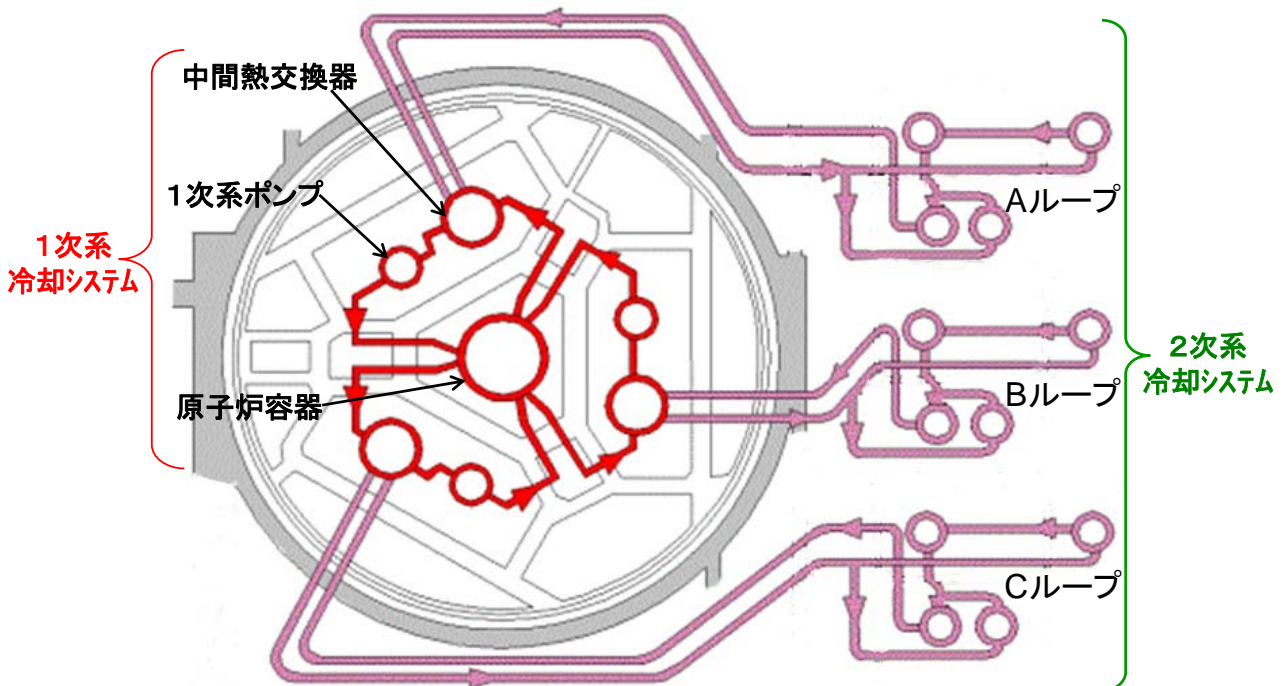 中間熱交換器
1次系ポンプ
1次系
冷却ｼｽﾃﾑ
原子炉容器
Aループ
Bループ
Cループ
2次系
冷却ｼｽﾃﾑ